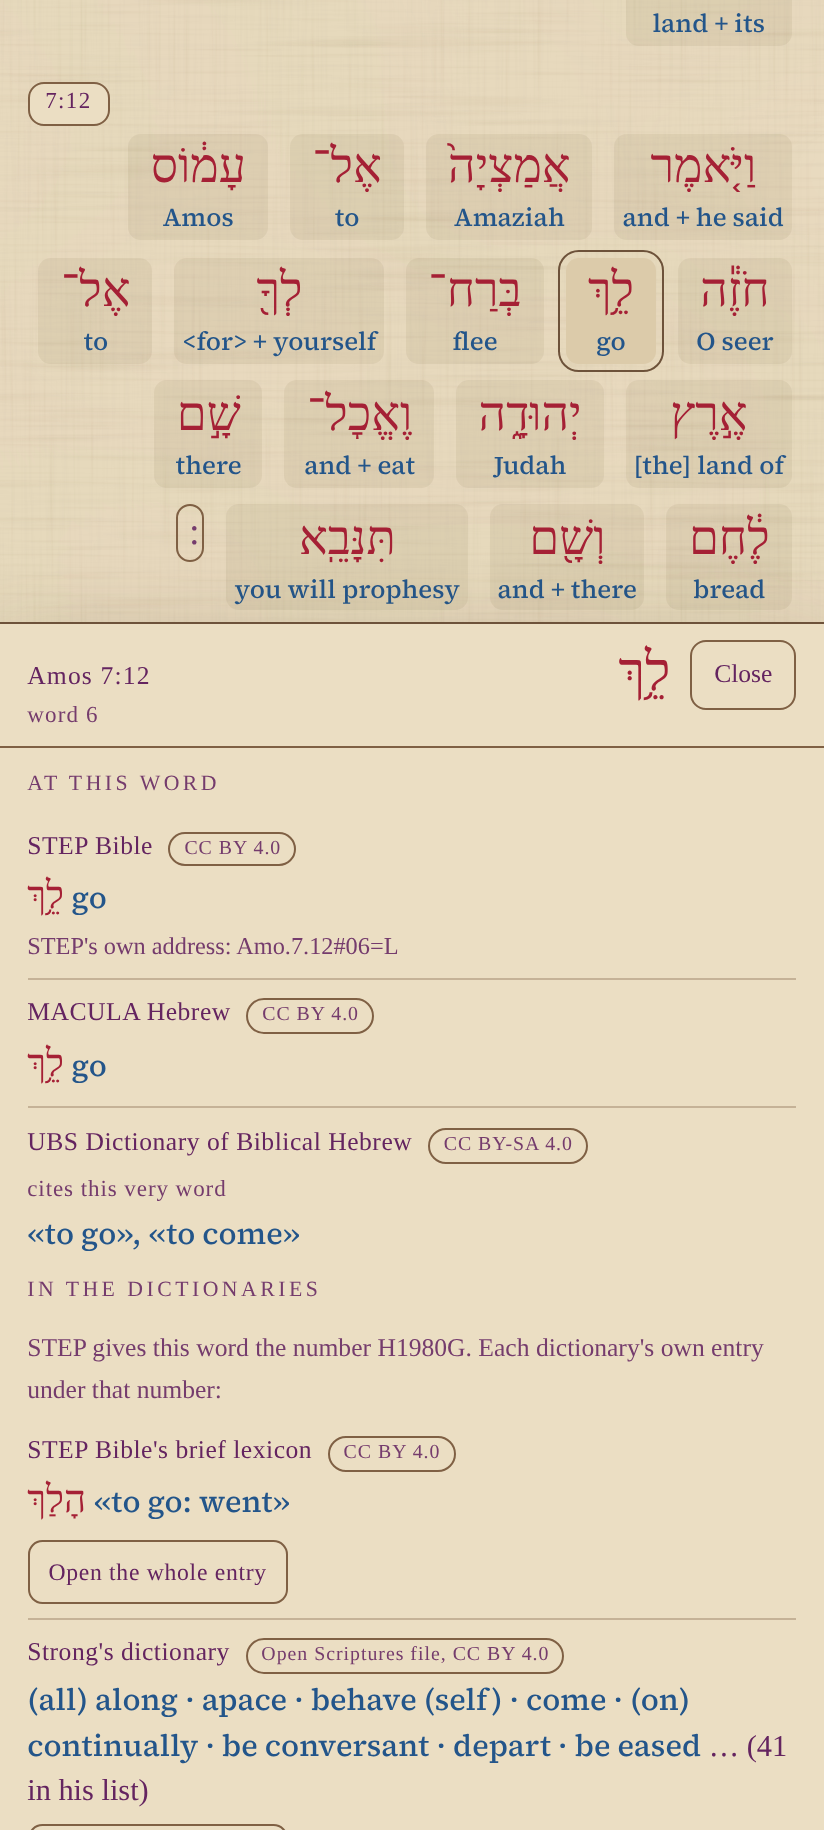 land + its
7:12
וַיֹּ֤אמֶר אֲמַצְיָה֙ אֶל־ עָמ֔וֹס
and + he said Amaziah to Amos
חֹזֶ֕ה לֵ֥ךְ בְּרַח־ לְךָ֖ אֶל־
O seer go flee <for> + yourself to
אֶ֣רֶץ יְהוּדָ֑ה וֶאֱכָל־ שָׁ֣ם
[the] land of Judah and + eat there
לֶ֔חֶם וְשָׁ֖ם תִּנָּבֵֽא ׃
bread and + there you will prophesy
Amos 7:12
לֵ֥ךְ
Close
word 6
AT THIS WORD
STEP Bible CC BY 4.0
לֵ֥ךְ go
STEP's own address: Amo.7.12#06=L
MACULA Hebrew CC BY 4.0
לֵ֥ךְ go
UBS Dictionary of Biblical Hebrew CC BY-SA 4.0
cites this very word
«to go», «to come»
IN THE DICTIONARIES
STEP gives this word the number H1980G. Each dictionary's own entry
under that number:
STEP Bible's brief lexicon CC BY 4.0
הָלַךְ «to go: went»
Open the whole entry
Strong's dictionary Open Scriptures file, CC BY 4.0
(all) along · apace · behave (self) · come · (on)
continually · be conversant · depart · be eased … (41
in his list)